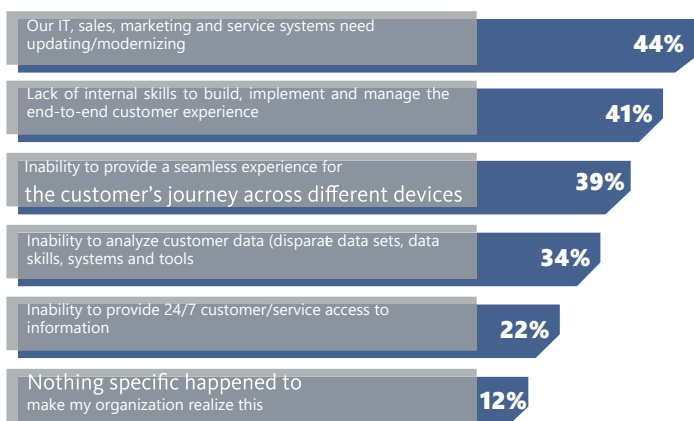 Our IT, sales, marketing and service systems need
updating/modernizing
44%
Lack of internal skills to build, implement and manage the
end-to-end customer experience
41%
Inability to provide a seamless experience for
the customer's journey across different devices
39%
Inability to analyze customer data (disparate data sets, data
skills, systems and tools
34%
Inability to provide 24/7 customer/service access to
information
22%
Nothing specific happened to
make my organization realize this
12%